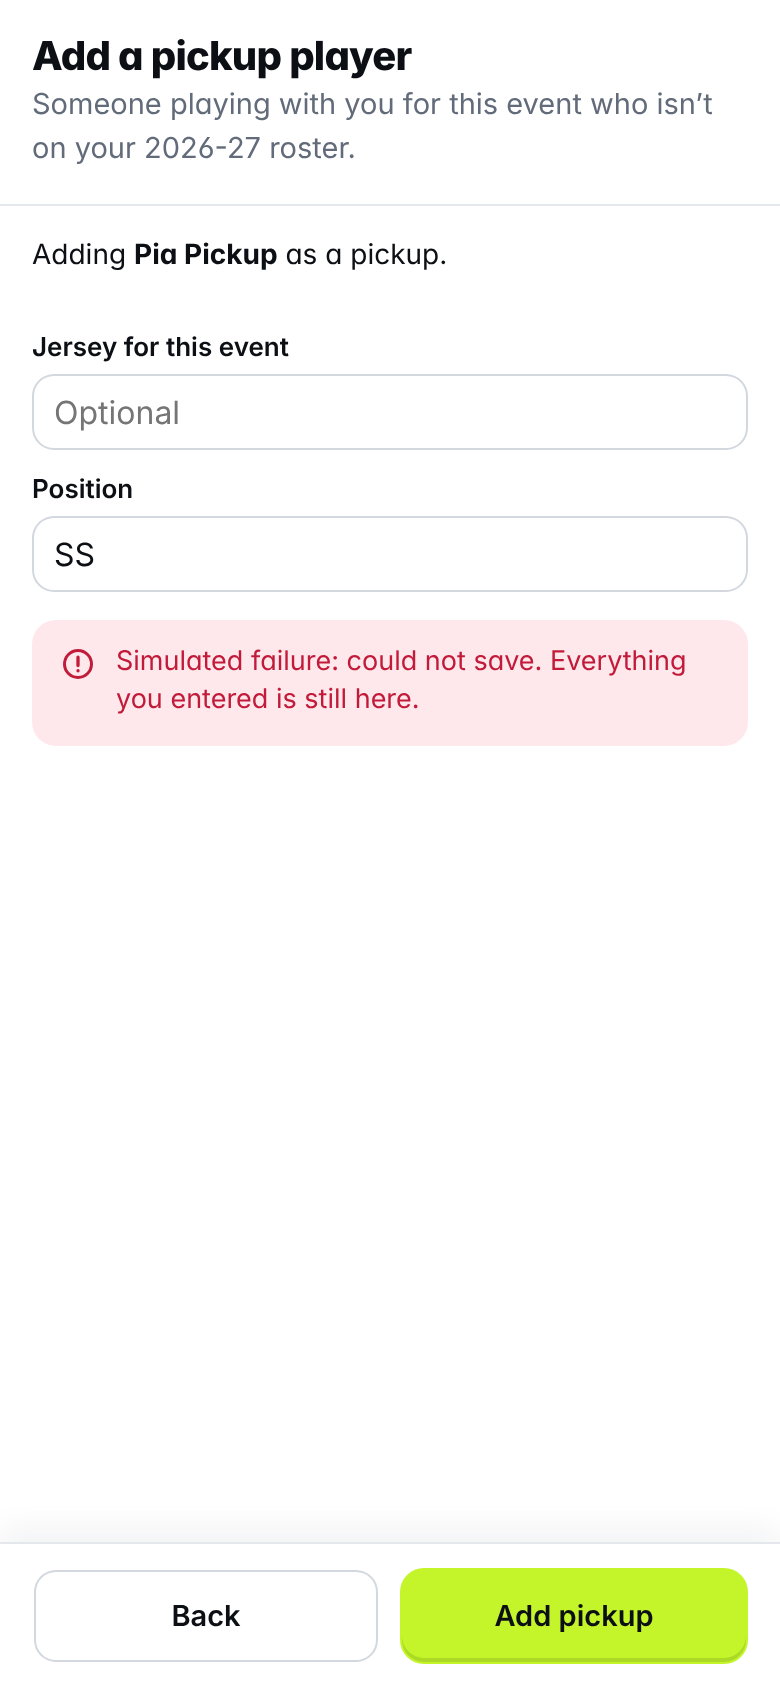 Add a pickup player
Someone playing with you for this event who isn’t
on your 2026-27 roster.
Adding Pia Pickup as a pickup.
Jersey for this event
Optional
Position
SS
Simulated failure: could not save. Everything
you entered is still here.
Back
Add pickup